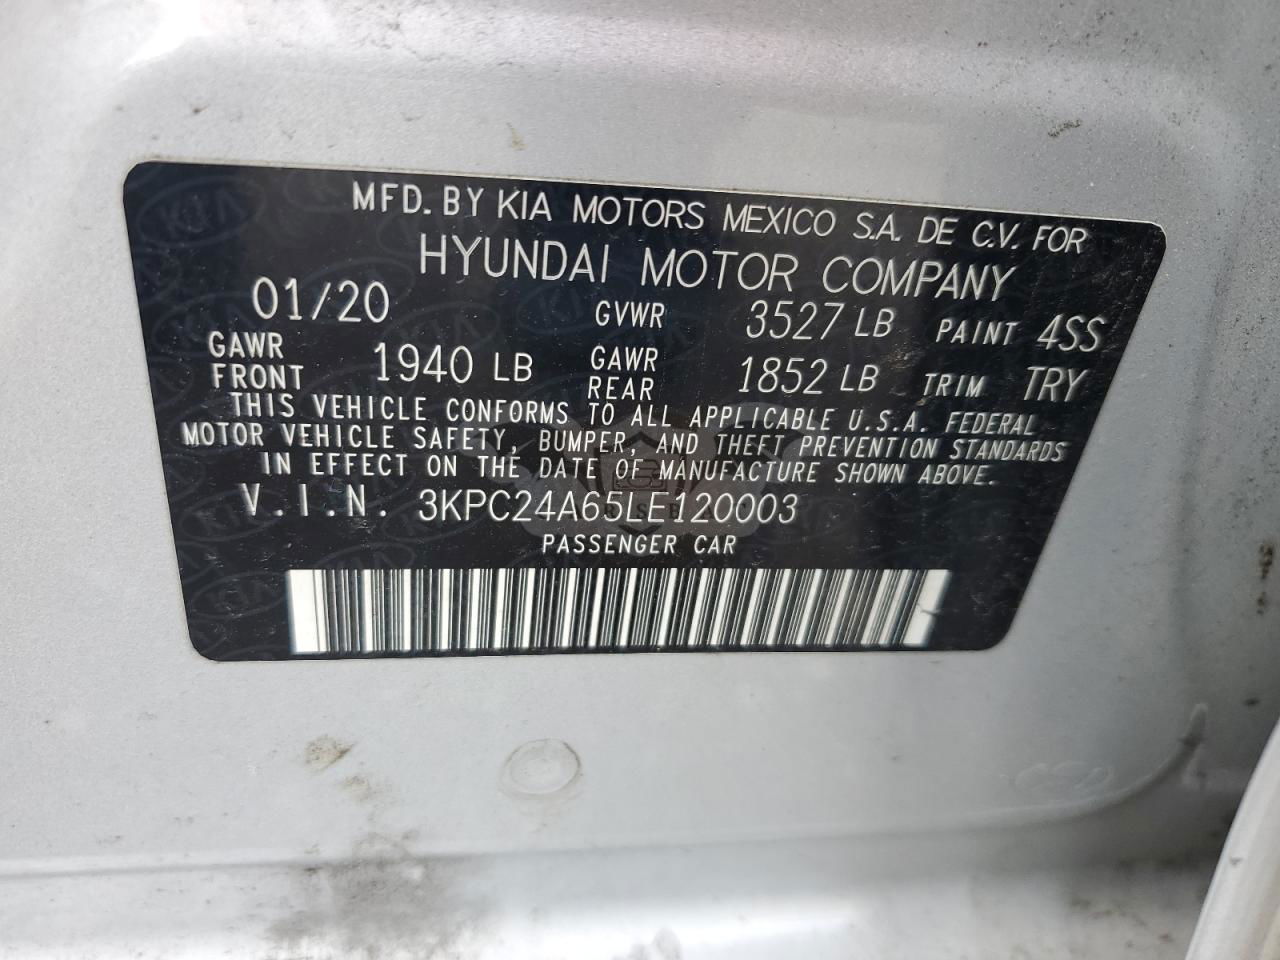 MFD. BY KIA MOTORS MEXICO S.A. DE C.V. FOR
HYUNDAI MOTOR COMPANY
01/20 GVWR 3527 LB PAINT 4SS
GAWR FRONT 1940 LB GAWR REAR 1852 LB TRIM TRY
THIS VEHICLE CONFORMS TO ALL APPLICABLE U.S.A. FEDERAL
MOTOR VEHICLE SAFETY, BUMPER, AND THEFT PREVENTION STANDARDS
IN EFFECT ON THE DATE OF MANUFACTURE SHOWN ABOVE.
V.I.N. 3KPC24A65LE120003
PASSENGER CAR